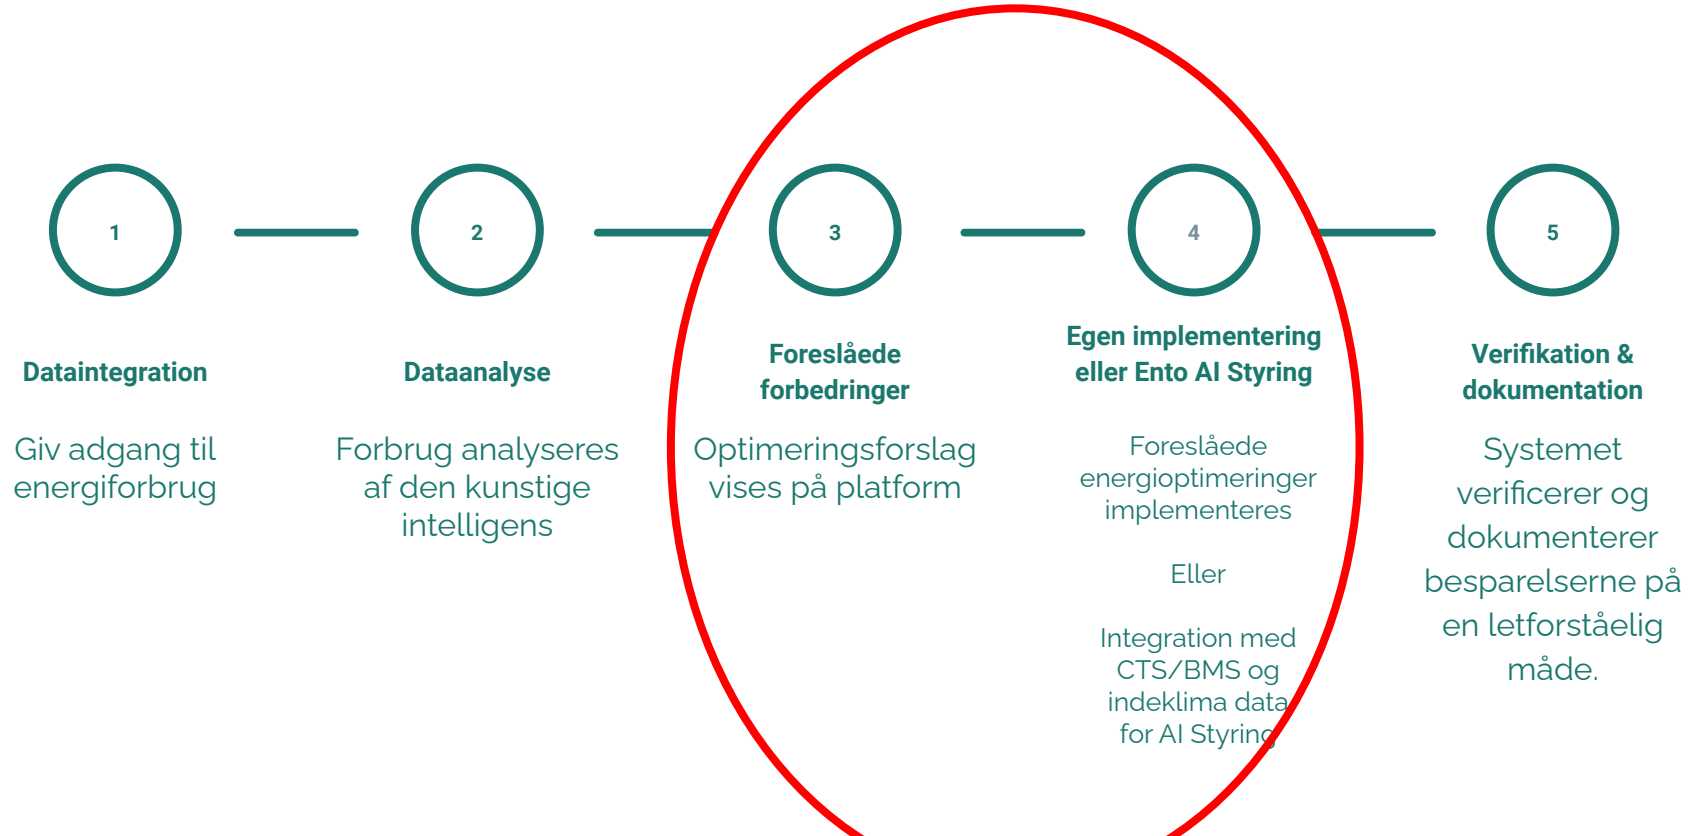 1
Dataintegration
Giv adgang til
energiforbrug
2
Dataanalyse
Forbrug analyseres
af den kunstige
intelligens
3
Foreslåede
forbedringer
Optimeringsforslag
vises på platform
4
Egen implementering
eller Ento AI Styring
Foreslåede
energioptimeringer
implementeres
Eller
Integration med
CTS/BMS og
indeklima data
for AI Styring
5
Verifikation &
dokumentation
Systemet
verificerer og
dokumenterer
besparelserne på
en letforståelig
måde.